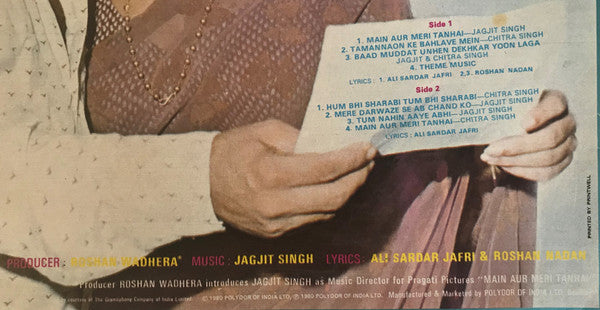 Side 1
1. MAIN AUR MERI TANHAI—JAGJIT SINGH
2. TAMANNAON KE BAHLAVE MEIN—CHITRA SINGH
3. BAAD MUDDAT UNHEN DEKHKAR YOON LAGA
JAGJIT & CHITRA SINGH
4. THEME MUSIC
LYRICS : 1. ALI SARDAR JAFRI 2,3. ROSHAN NADAN
Side 2
1. HUM BHI SHARABI TUM BHI SHARABI—CHITRA SINGH
2. MERE DARWAZE SE AB CHAND KO—JAGJIT SINGH
3. TUM NAHIN AAYE ABHI—JAGJIT SINGH
4. MAIN AUR MERI TANHAI—CHITRA SINGH
LYRICS : ALI SARDAR JAFRI
PRINTED BY PRINTWELL
PRODUCER : ROSHAN WADHERA* MUSIC : JAGJIT SINGH LYRICS : ALI SARDAR JAFRI & ROSHAN NADAN
*Producer ROSHAN WADHERA introduces JAGJIT SINGH as Music Director for Pragati Pictures "MAIN AUR MERI TANHAI"
by courtesy of The Gramophone Company of India Limited. © 1980 POLYDOR OF INDIA LTD. ℗ 1980 POLYDOR OF INDIA LTD. Manufactured & Marketed by POLYDOR OF INDIA LTD.